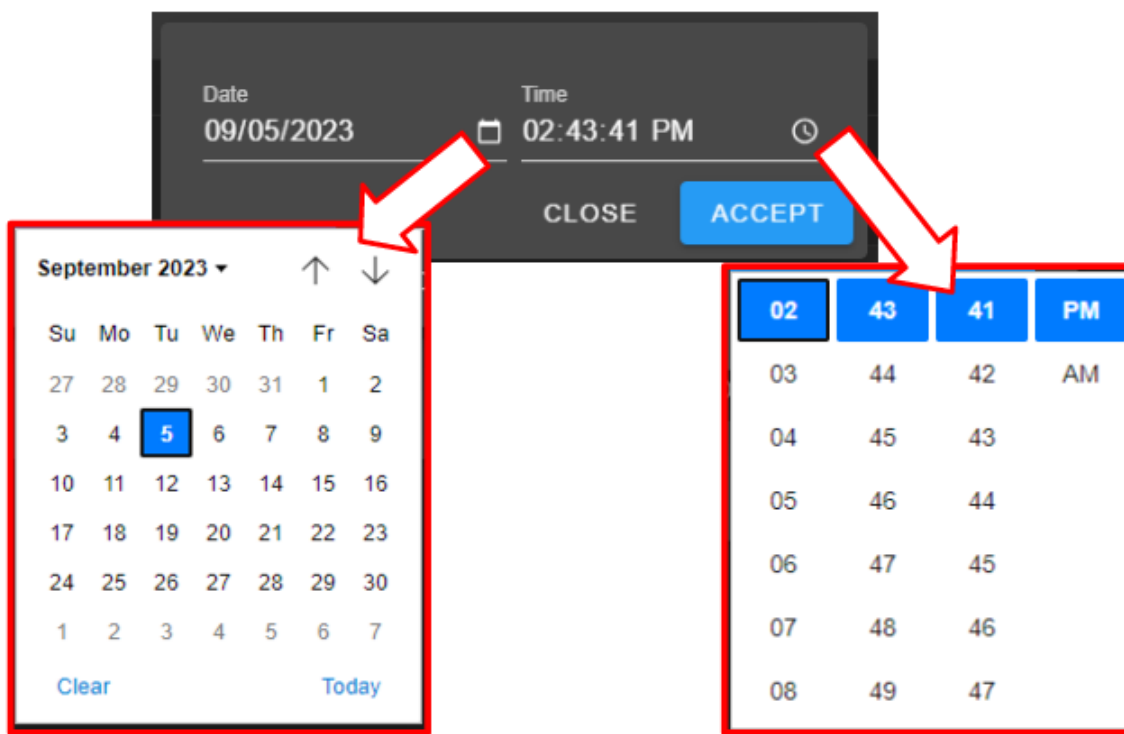 Date Time
09/05/2023 02:43:41 PM
CLOSE ACCEPT
September 2023
Su Mo Tu We Th Fr Sa
27 28 29 30 31 1 2
3 4 5 6 7 8 9
10 11 12 13 14 15 16
17 18 19 20 21 22 23
24 25 26 27 28 29 30
1 2 3 4 5 6 7
Clear Today
02 43 41 PM
03 44 42 AM
04 45 43
05 46 44
06 47 45
07 48 46
08 49 47